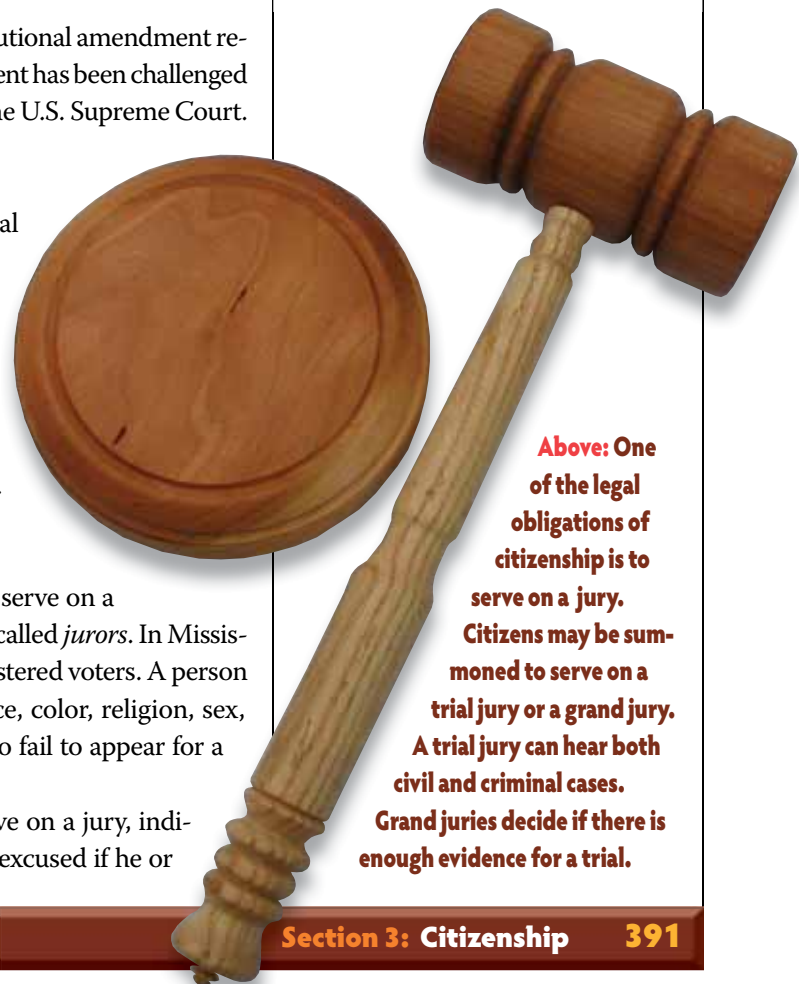 utional amendment re-
ent has been challenged
e U.S. Supreme Court.
al
serve on a
called jurors. In Missis-
stered voters. A person
ce, color, religion, sex,
o fail to appear for a
ve on a jury, indi-
excused if he or
Above: One
of the legal
obligations of
citizenship is to
serve on a jury.
Citizens may be sum-
moned to serve on a
trial jury or a grand jury.
A trial jury can hear both
civil and criminal cases.
Grand juries decide if there is
enough evidence for a trial.
Section 3: Citizenship 391